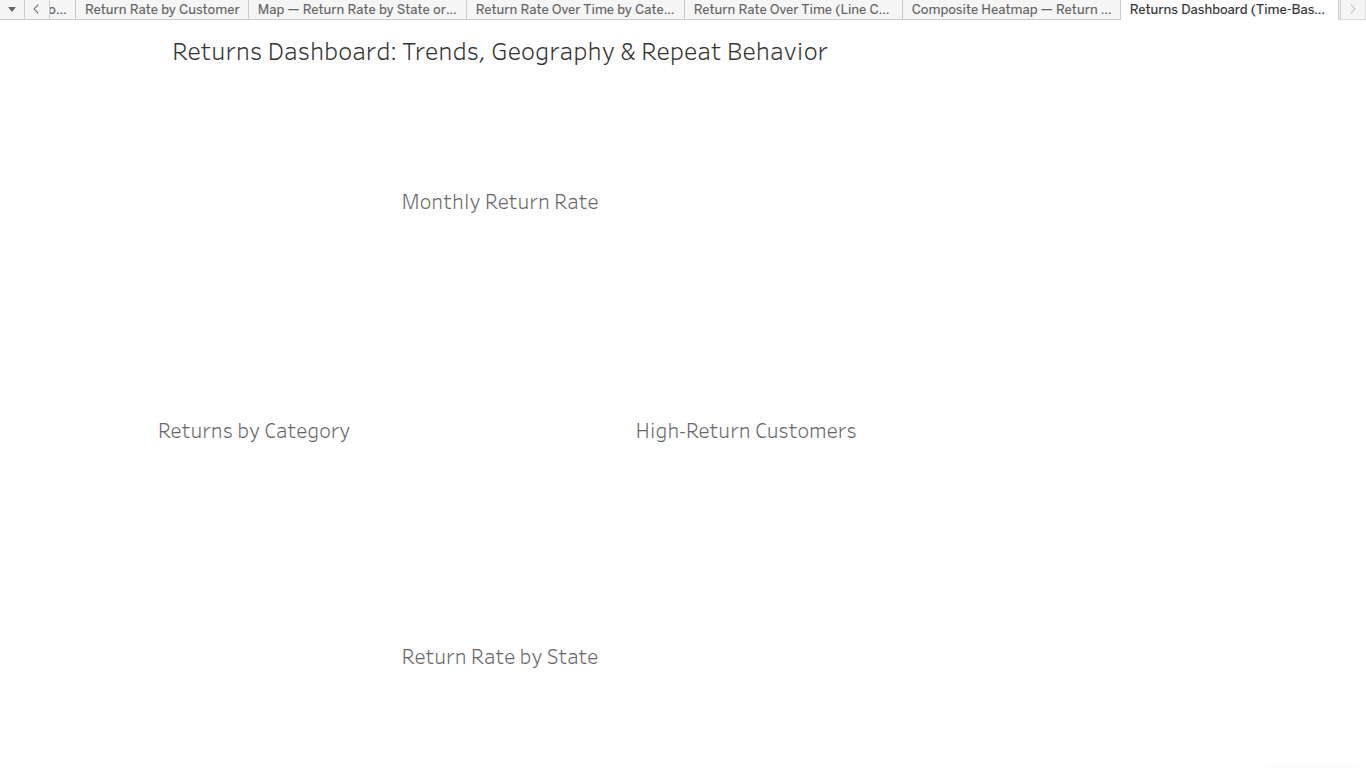 o... Return Rate by Customer Map — Return Rate by State or... Return Rate Over Time by Cate... Return Rate Over Time (Line C... Composite Heatmap — Return ... Returns Dashboard (Time-Bas...
Returns Dashboard: Trends, Geography & Repeat Behavior
Monthly Return Rate
Returns by Category High-Return Customers
Return Rate by State